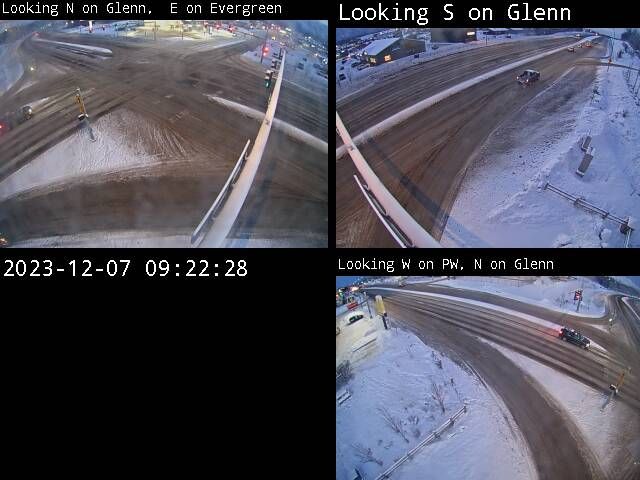 Looking N on Glenn,  E on Evergreen
Looking S on Glenn
2023-12-07 09:22:28
Looking W on PW, N on Glenn